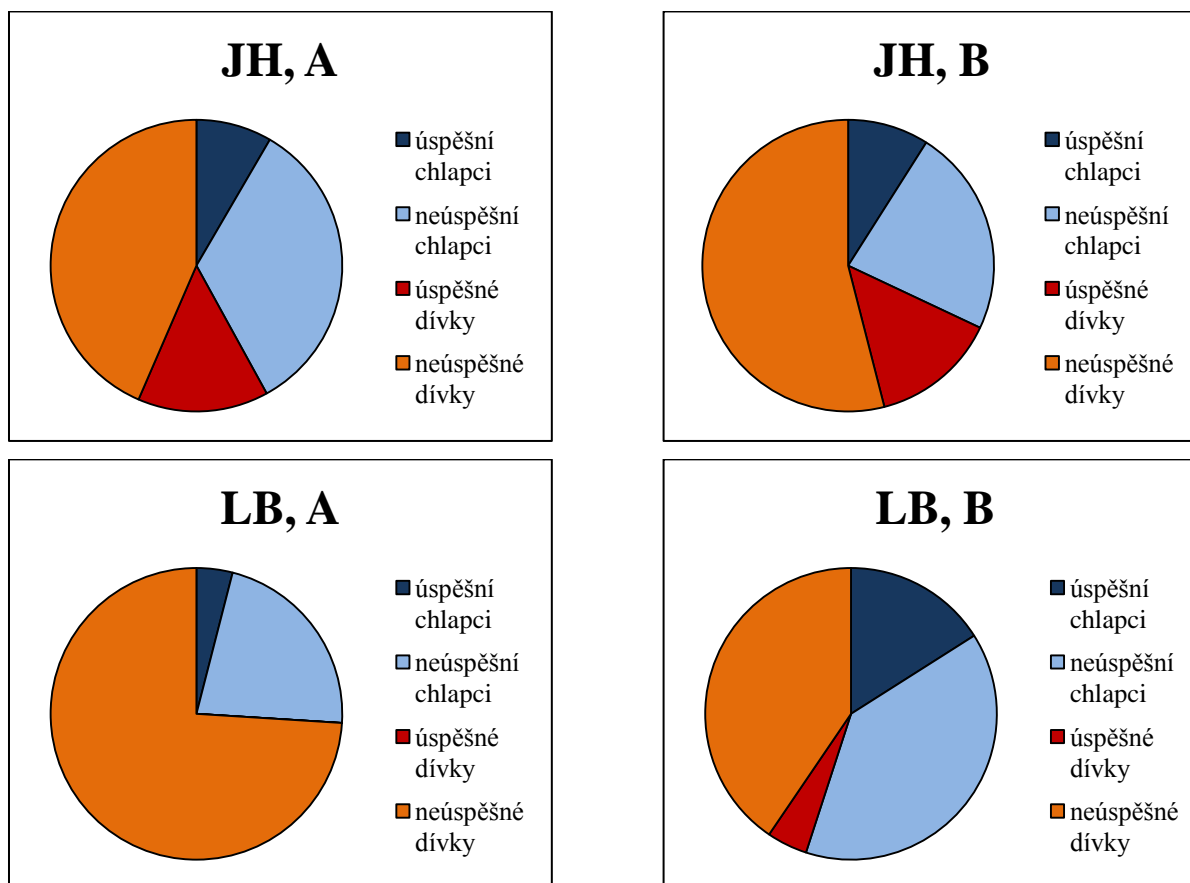 JH, A
úspěšní
chlapci
neúspěšní
chlapci
úspěšné
dívky
neúspěšné
dívky
JH, B
úspěšní
chlapci
neúspěšní
chlapci
úspěšné
dívky
neúspěšné
dívky
LB, A
úspěšní
chlapci
neúspěšní
chlapci
úspěšné
dívky
neúspěšné
dívky
LB, B
úspěšní
chlapci
neúspěšní
chlapci
úspěšné
dívky
neúspěšné
dívky